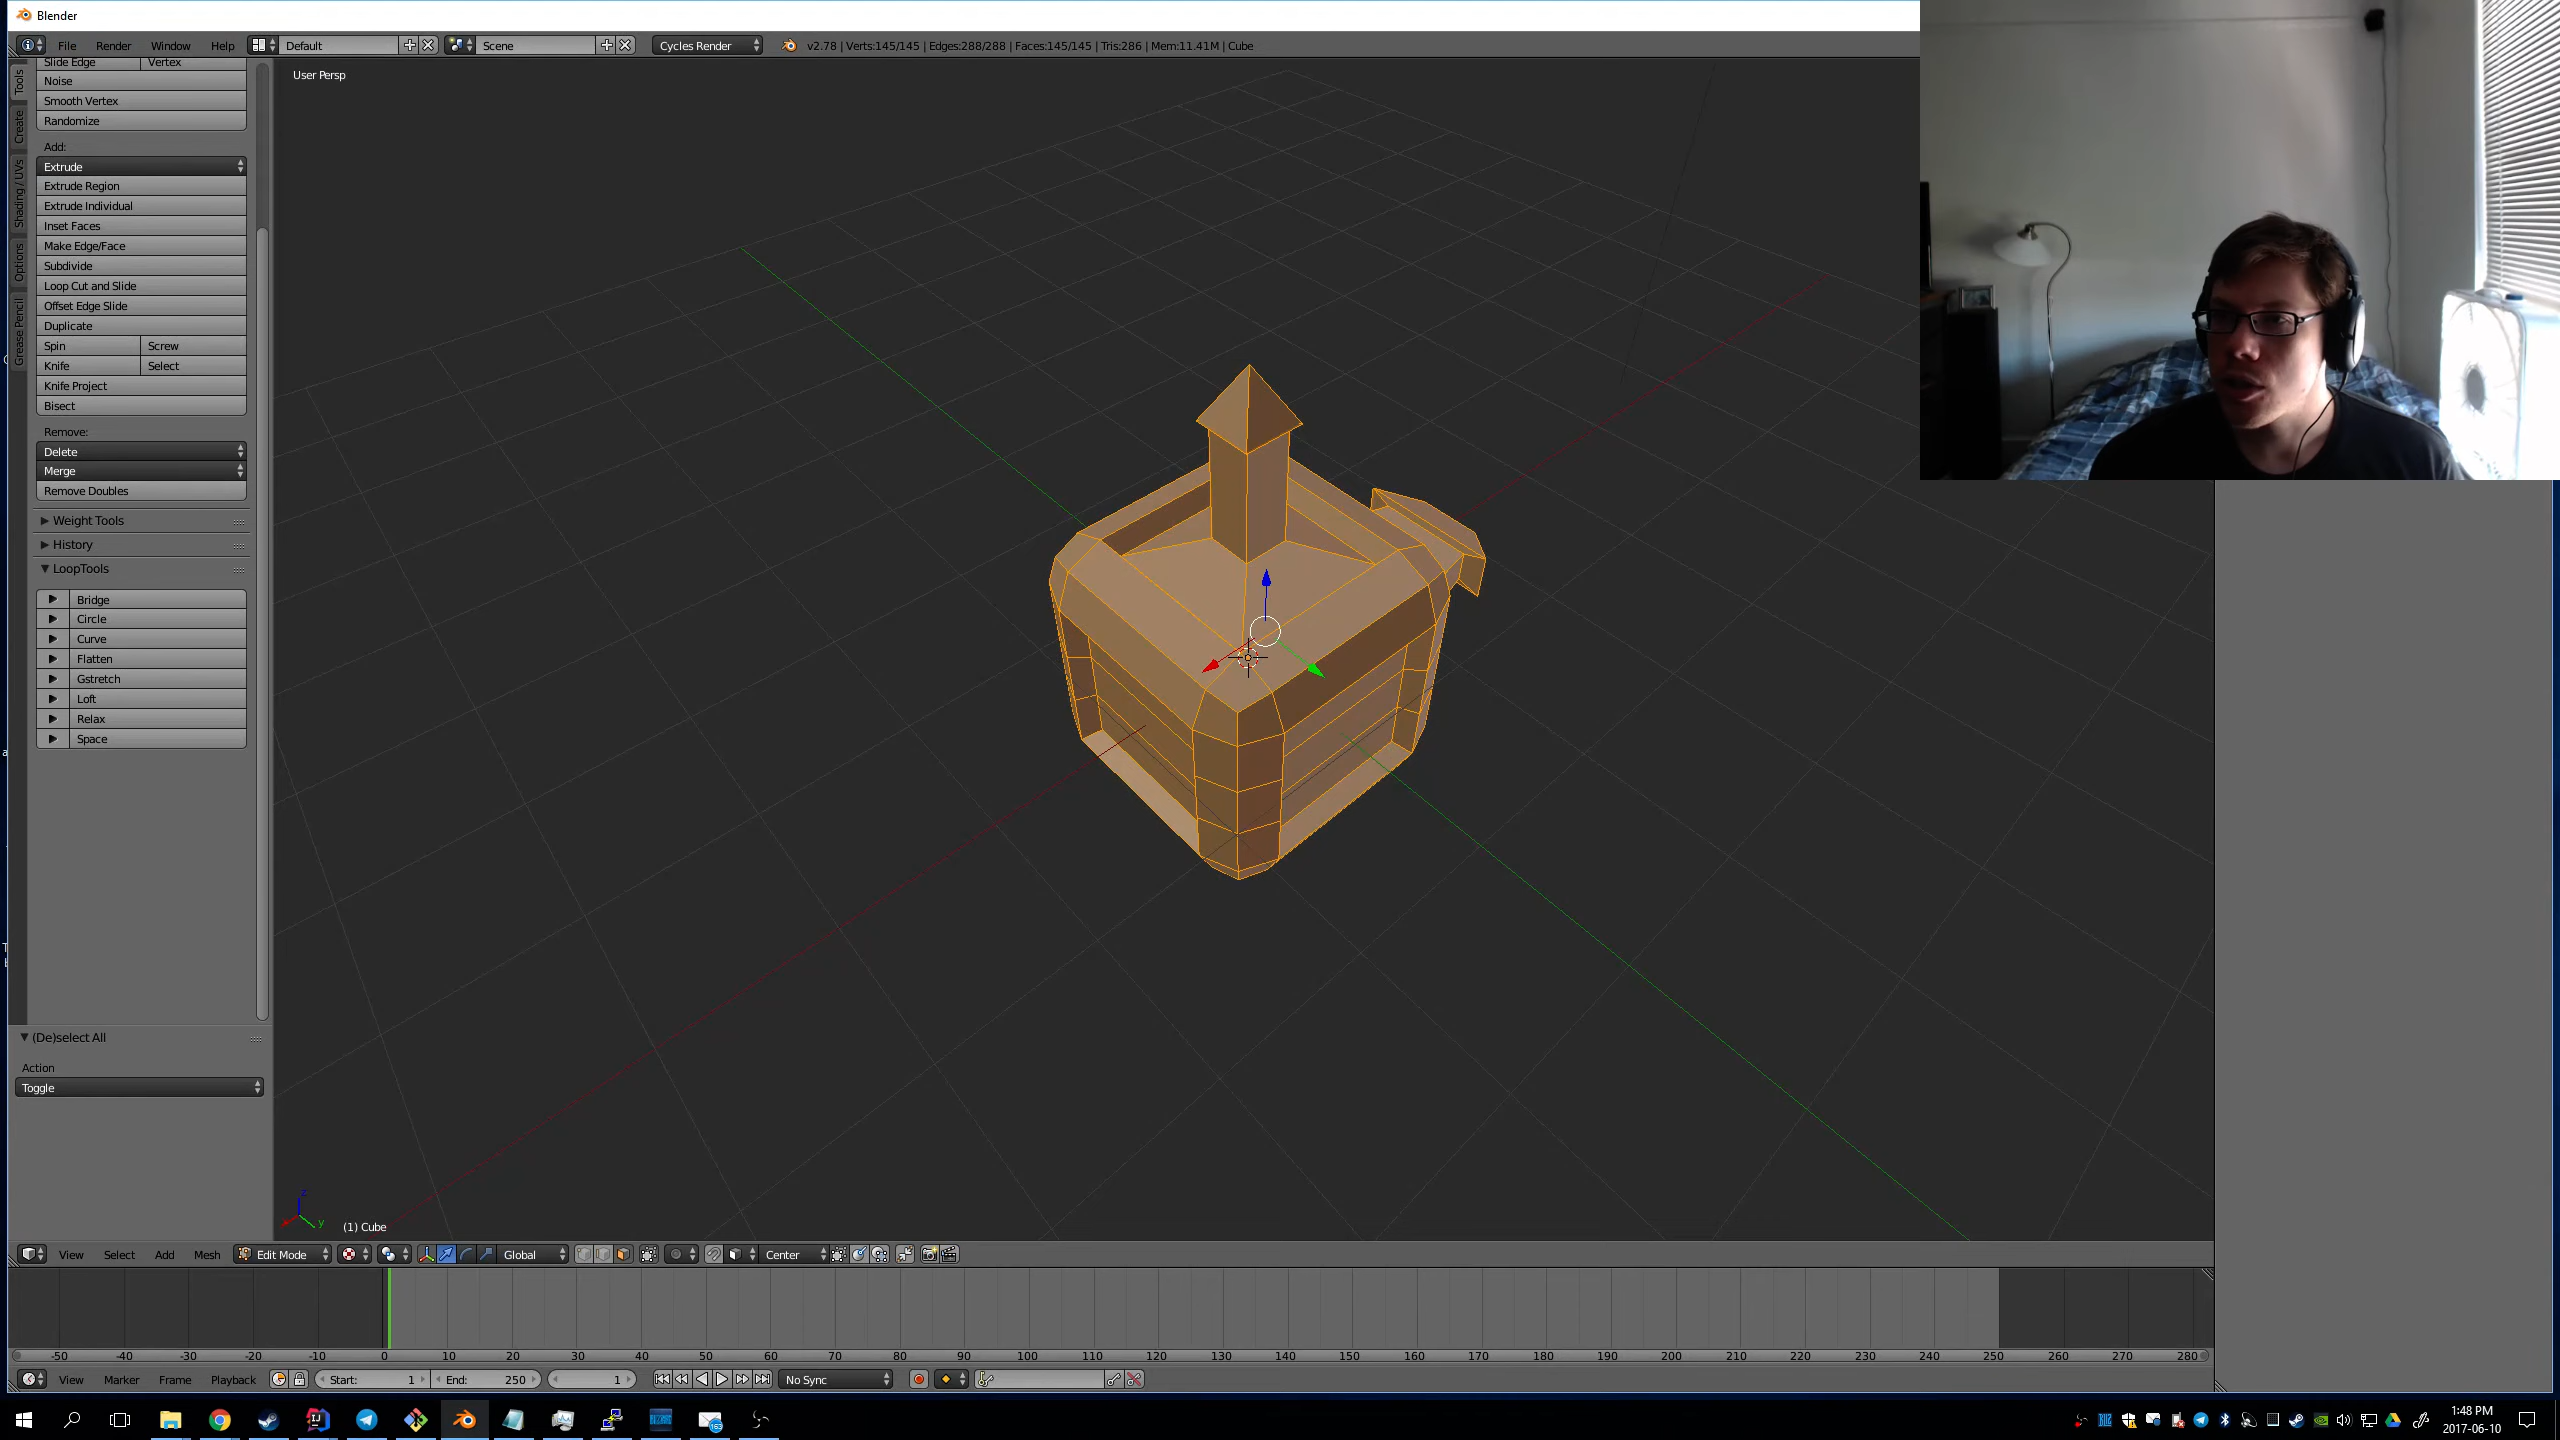 Blender
File Render Window Help Default Scene Cycles Render v2.78 | Verts:145/145 | Edges:288/288 | Faces:145/145 | Tris:286 | Mem:11.41M | Cube
Slide Edge Vertex
Noise
Smooth Vertex
Randomize
Add:
Extrude
Extrude Region
Extrude Individual
Inset Faces
Make Edge/Face
Subdivide
Loop Cut and Slide
Offset Edge Slide
Duplicate
Spin Screw
Knife Select
Knife Project
Bisect
Remove:
Delete
Merge
Remove Doubles
Weight Tools
History
LoopTools
Bridge
Circle
Curve
Flatten
Gstretch
Loft
Relax
Space
Tools
Create
Shading / UVs
Options
Grease Pencil
(De)select All
Action
Toggle
User Persp
z
y
(1) Cube
View Select Add Mesh Edit Mode Global Center
-50 -40 -30 -20 -10 0 10 20 30 40 50 60 70 80 90 100 110 120 130 140 150 160 170 180 190 200 210 220 230 240 250 260 270 280
View Marker Frame Playback Start: 1 End: 250 1 No Sync
1:48 PM
2017-06-10